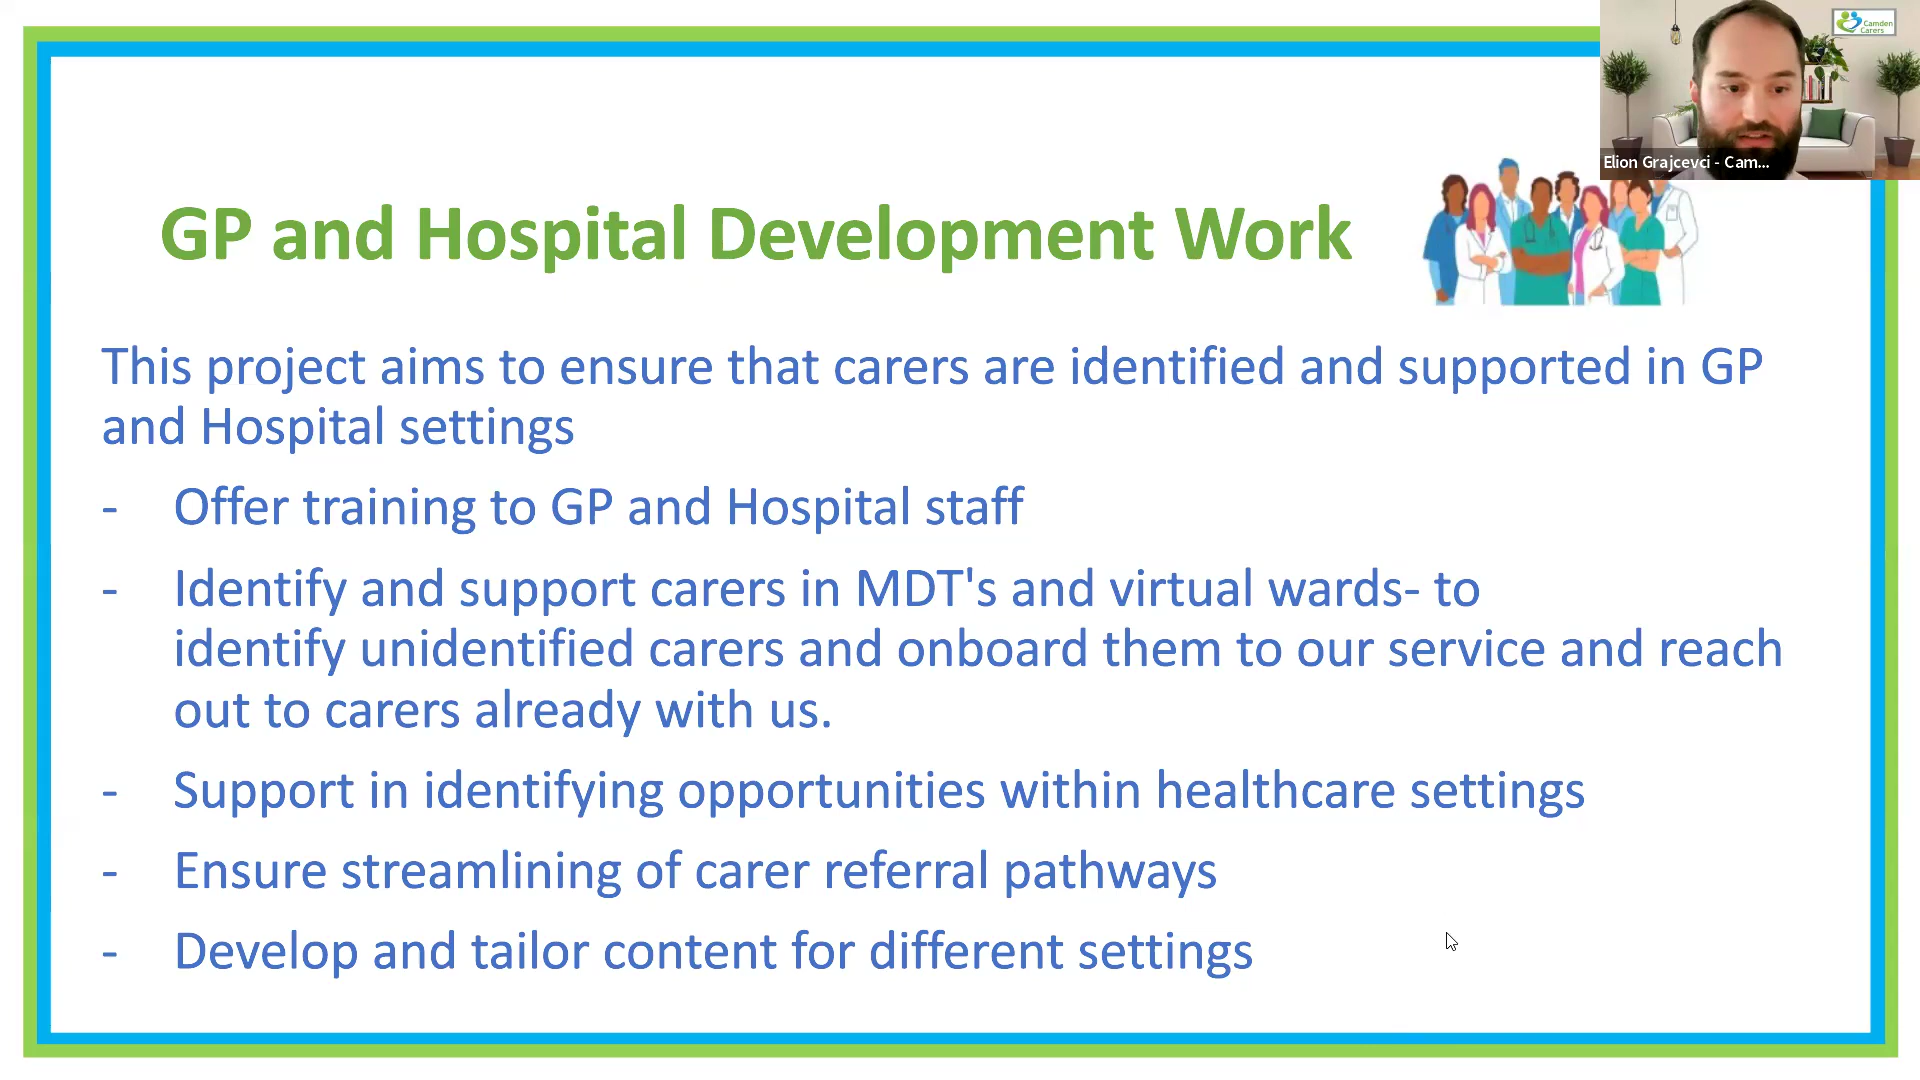 Camden
Carers
Elion Grajcevci - Cam...
GP and Hospital Development Work
This project aims to ensure that carers are identified and supported in GP
and Hospital settings
- Offer training to GP and Hospital staff
- Identify and support carers in MDT's and virtual wards- to
identify unidentified carers and onboard them to our service and reach
out to carers already with us.
- Support in identifying opportunities within healthcare settings
- Ensure streamlining of carer referral pathways
- Develop and tailor content for different settings